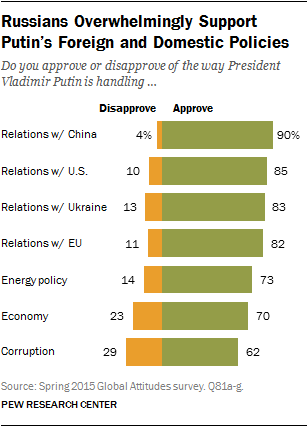 Russians Overwhelmingly Support
Putin's Foreign and Domestic Policies
Do you approve or disapprove of the way President
Vladimir Putin is handling ...
Disapprove Approve
Relations w/ China 4% 90%
Relations w/ U.S. 10 85
Relations w/ Ukraine 13 83
Relations w/ EU 11 82
Energy policy 14 73
Economy 23 70
Corruption 29 62
Source: Spring 2015 Global Attitudes survey. Q81a-g.
PEW RESEARCH CENTER